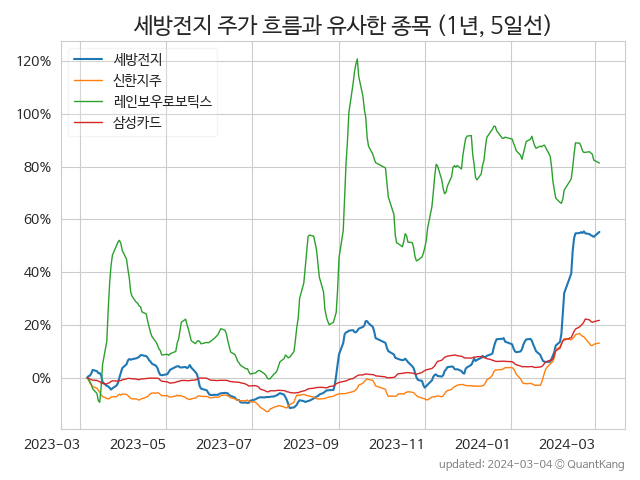 세방전지 주가 흐름과 유사한 종목 (1년, 5일선)
세방전지
신한지주
레인보우로보틱스
삼성카드
120%
100%
80%
60%
40%
20%
0%
2023-03
2023-05
2023-07
2023-09
2023-11
2024-01
2024-03
updated: 2024-03-04 © QuantKang